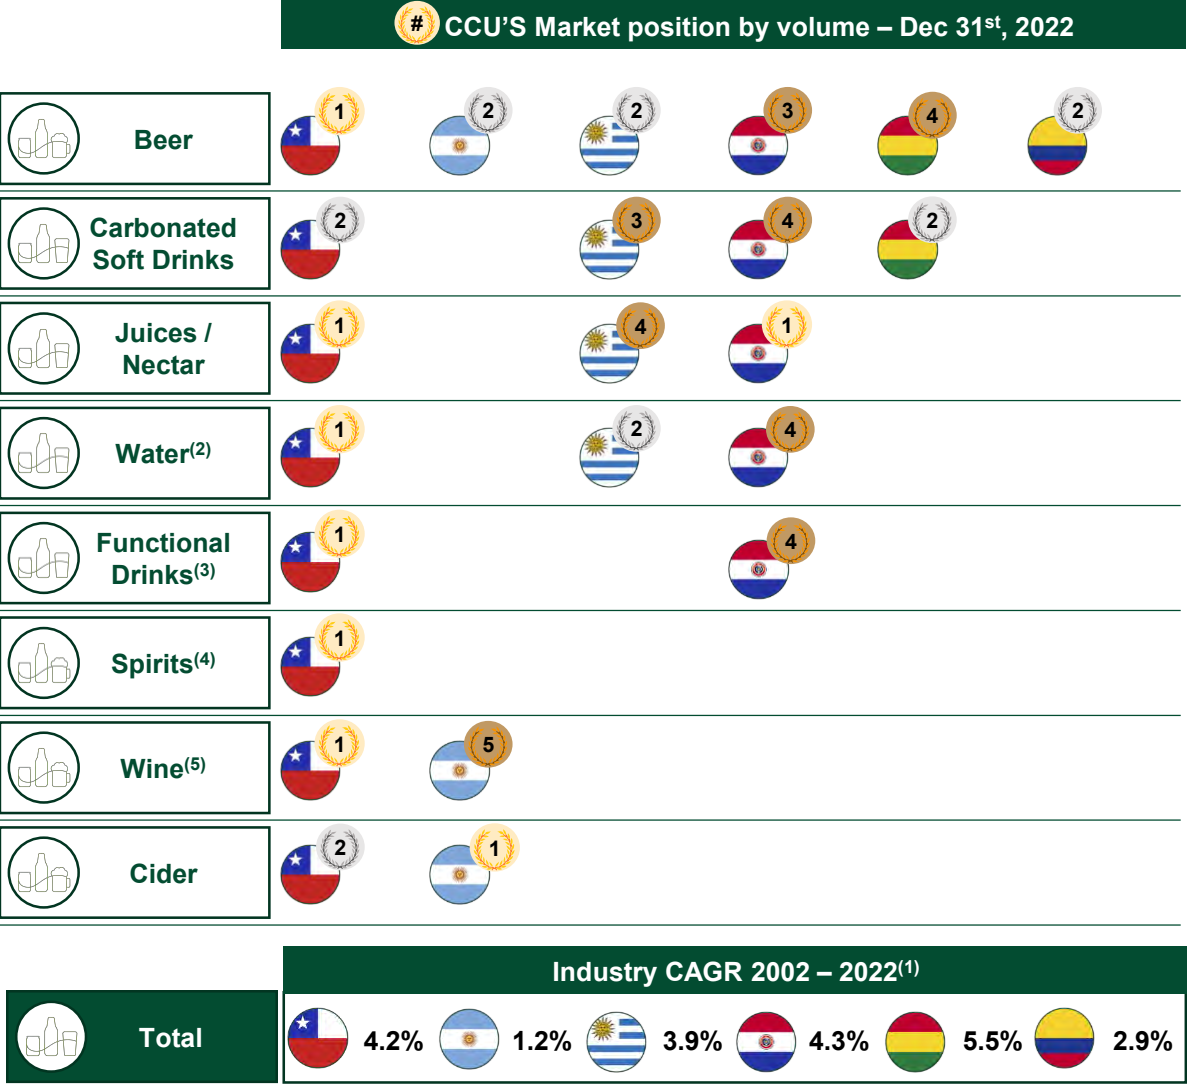 # CCU'S Market position by volume – Dec 31st, 2022
Beer
1 2 2 3 4 2
Carbonated
Soft Drinks
2 3 4 2
Juices /
Nectar
1 4 1
Water(2)
1 2 4
Functional
Drinks(3)
1 4
Spirits(4)
1
Wine(5)
1 5
Cider
2 1
Industry CAGR 2002 – 2022(1)
Total
4.2% 1.2% 3.9% 4.3% 5.5% 2.9%